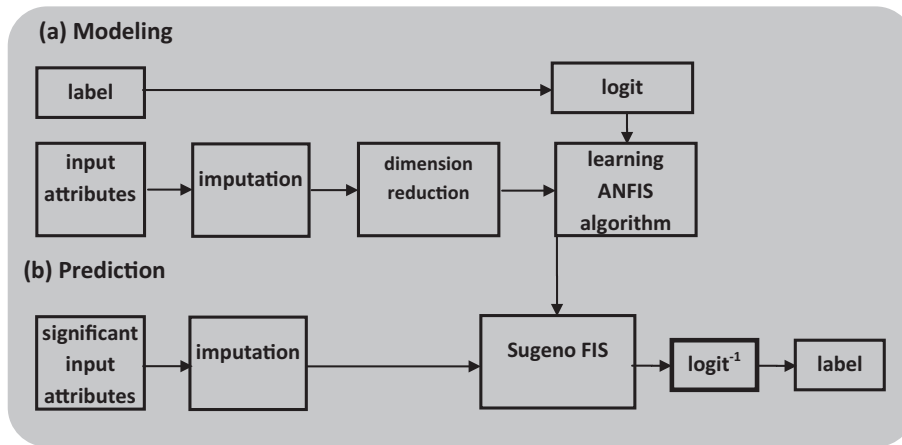 (a) Modeling
label
logit
input
attributes
imputation
dimension
reduction
learning
ANFIS
algorithm
(b) Prediction
significant
input
attributes
imputation
Sugeno FIS
logit⁻¹
label